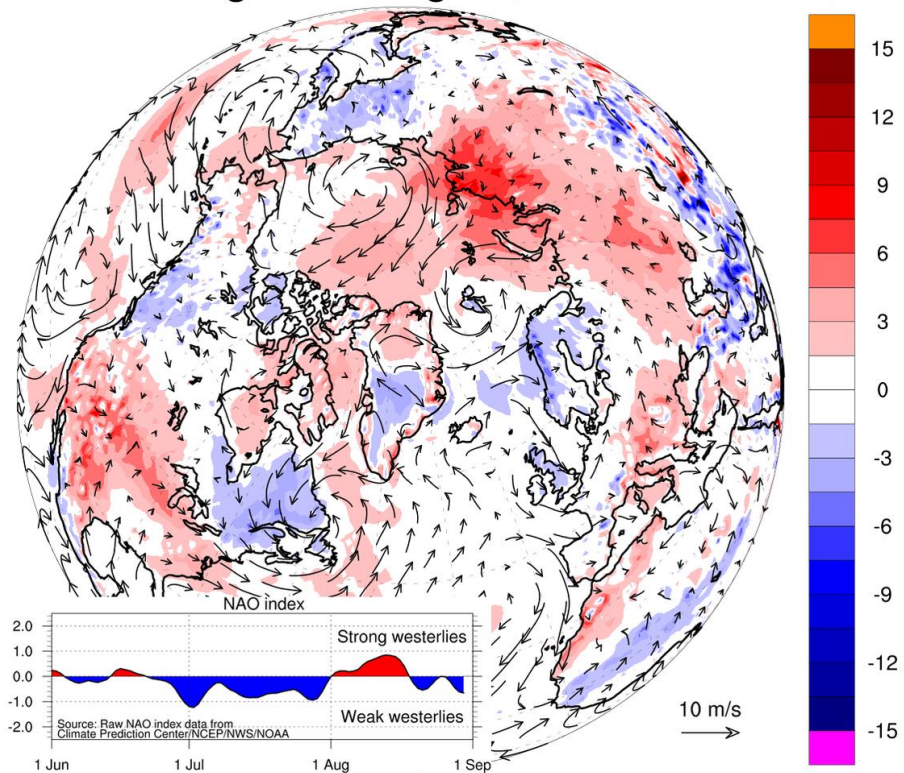 15
12
9
6
3
0
-3
-6
-9
-12
-15
10 m/s
NAO index
2.0
1.0
0.0
-1.0
-2.0
Strong westerlies
Weak westerlies
Source: Raw NAO index data from
Climate Prediction Center/NCEP/NWS/NOAA
1 Jun
1 Jul
1 Aug
1 Sep